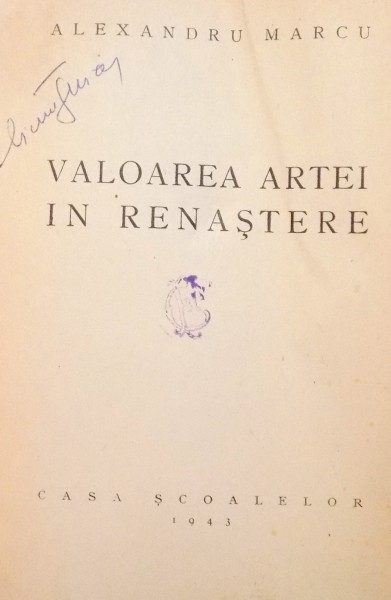 ALEXANDRU MARCU
VALOAREA ARTEI
IN RENAŞTERE
CASA ŞCOALELOR
1943